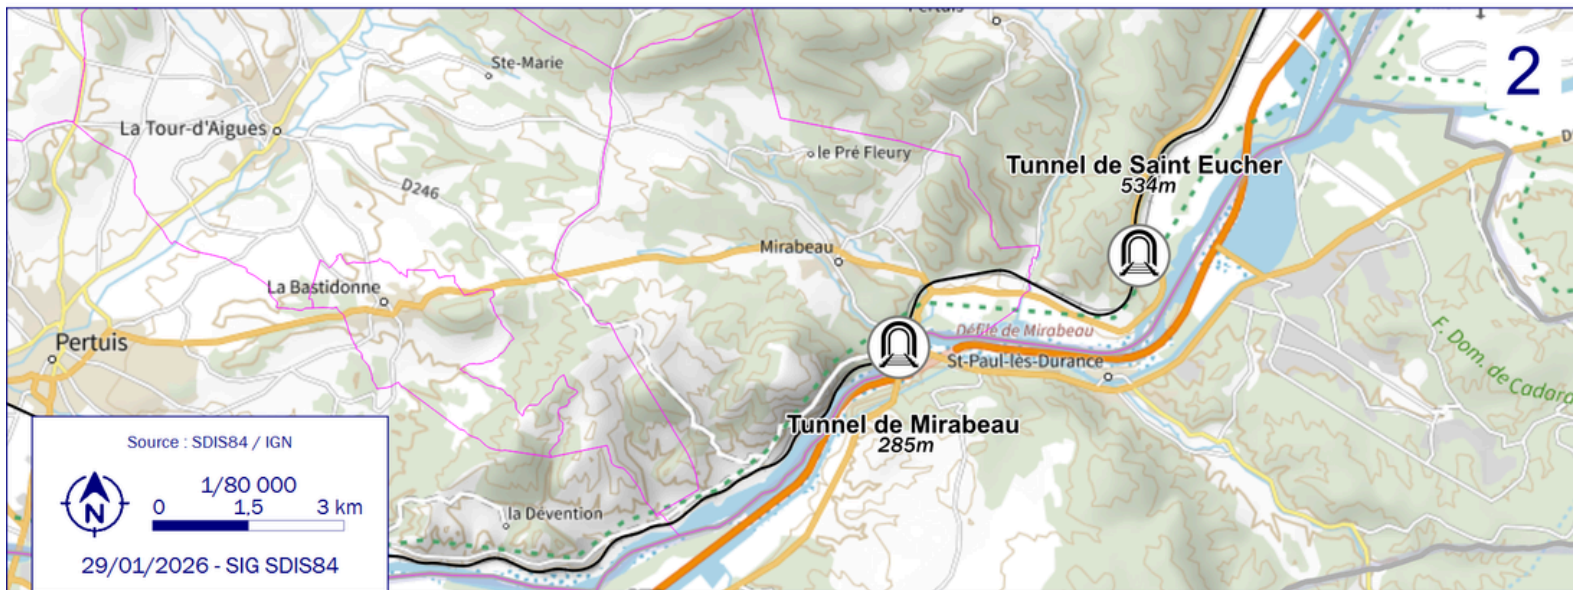 Pertuis
2
Ste-Marie
La Tour-d'Aigues
le Pré Fleury
Tunnel de Saint Eucher
534m
D246
Mirabeau
La Bastidonne
Défilé de Mirabeau
Pertuis
St-Paul-lès-Durance
F. Dom. de Cadara
Tunnel de Mirabeau
285m
la Dévention
Source : SDIS84 / IGN
1/80 000
0 1,5 3 km
N
29/01/2026 - SIG SDIS84